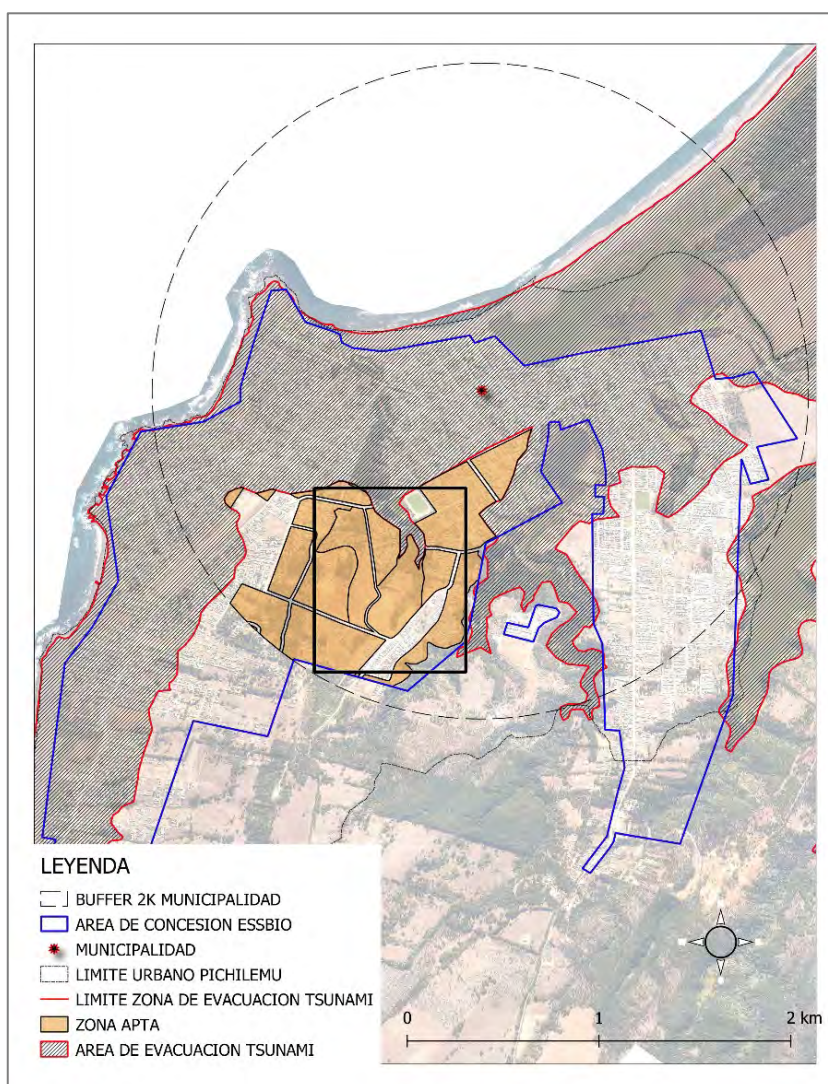 LEYENDA
BUFFER 2K MUNICIPALIDAD
AREA DE CONCESION ESSBIO
MUNICIPALIDAD
LIMITE URBANO PICHILEMU
LIMITE ZONA DE EVACUACION TSUNAMI
ZONA APTA
AREA DE EVACUACION TSUNAMI
0 1 2 km